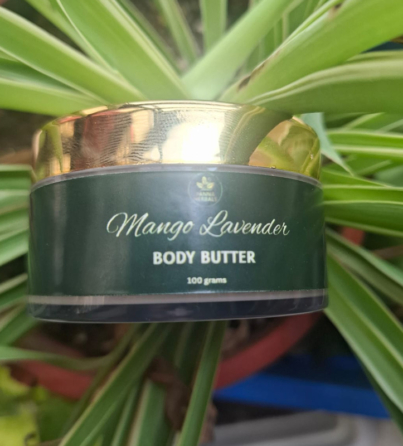 Mango Lavender
BODY BUTTER
100 grams